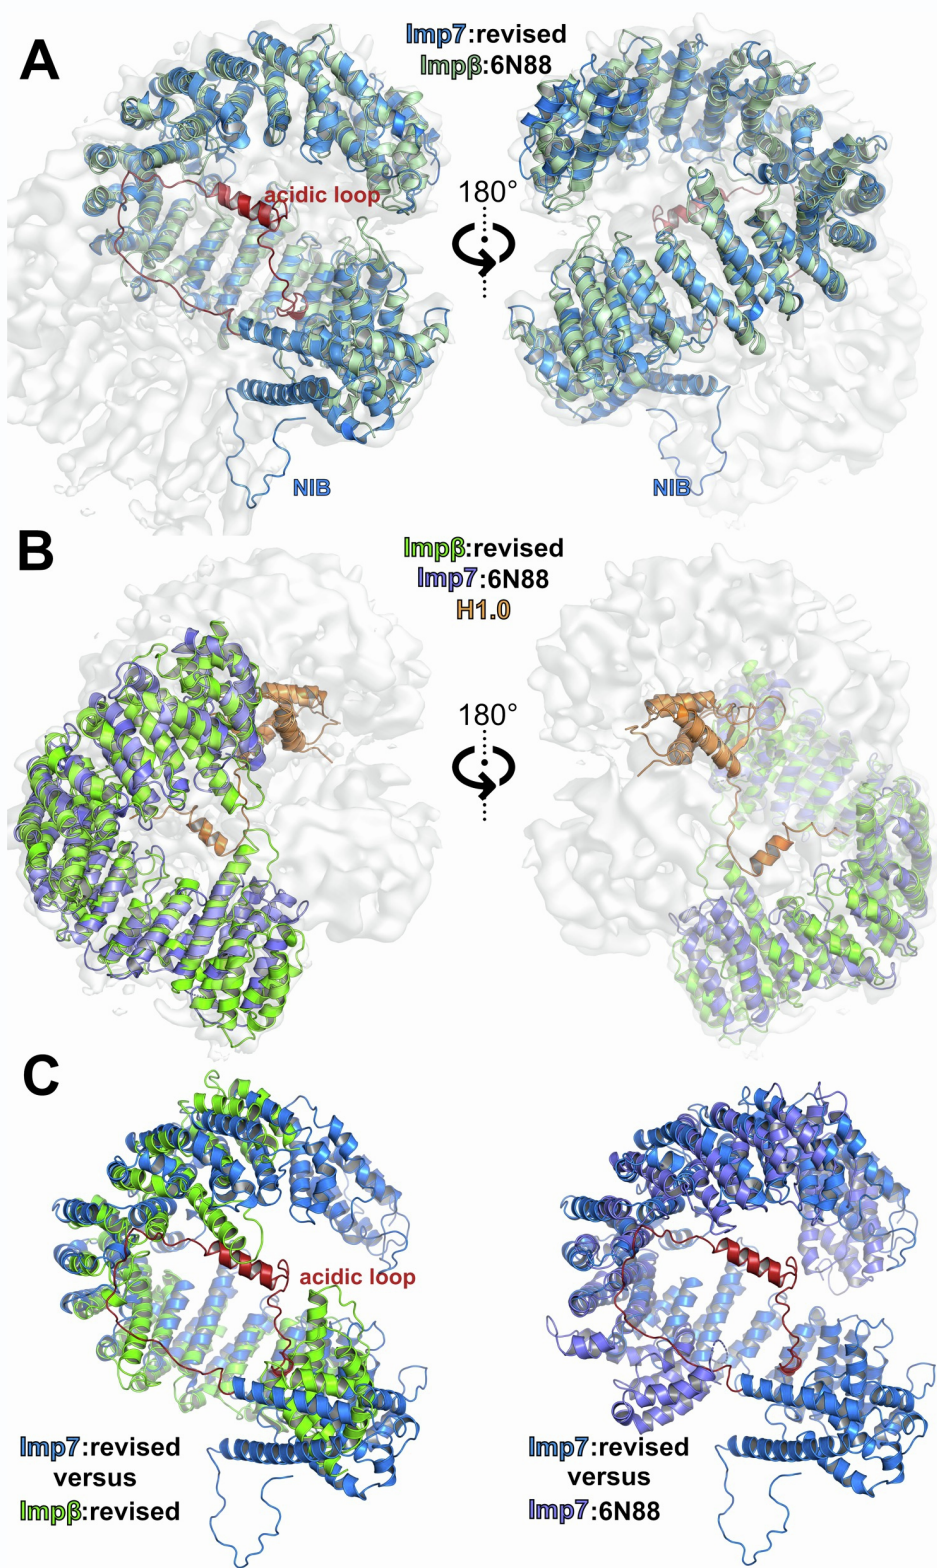 A
Imp7:revised
Impβ:6N88
acidic loop
180°
NIB
NIB
B
Impβ:revised
Imp7:6N88
H1.0
180°
C
acidic loop
Imp7:revised
versus
Impβ:revised
Imp7:revised
versus
Imp7:6N88